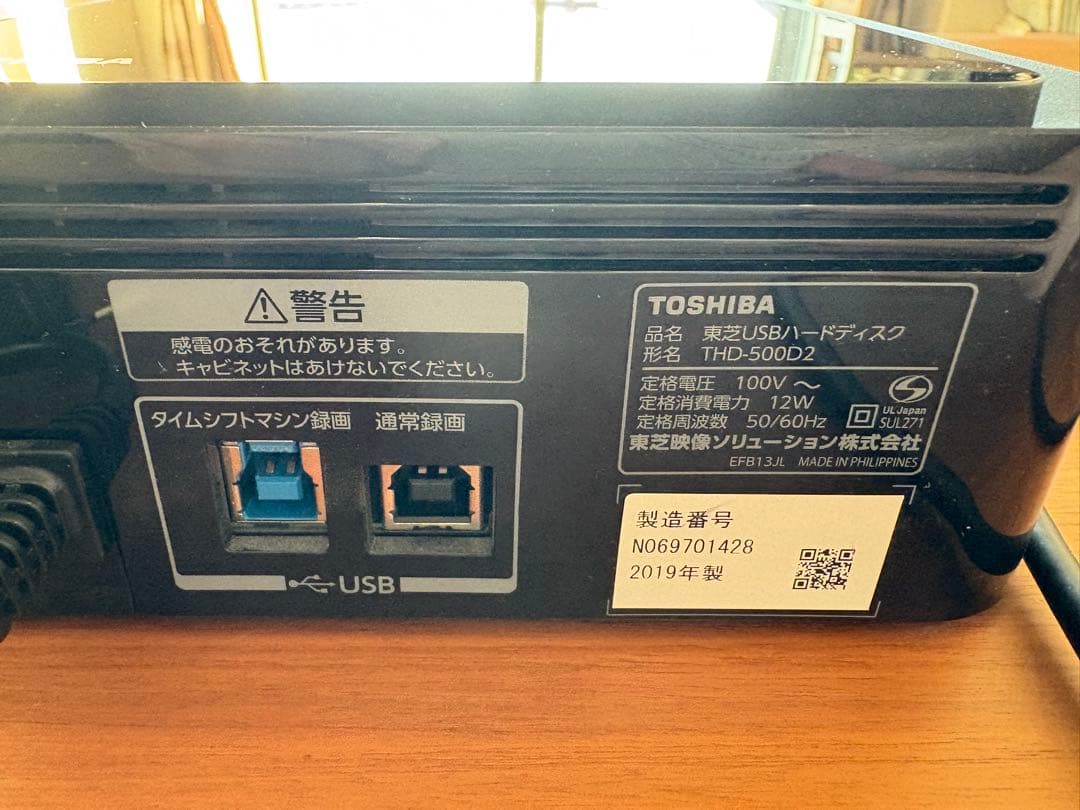 警告
感電のおそれがあります。
キャビネットはあけないでください。
タイムシフトマシン録画 通常録画
USB
TOSHIBA
品名 東芝USBハードディスク
形名 THD-500D2
定格電圧 100V～
定格消費電力 12W
定格周波数 50/60Hz
UL Japan
SUL271
東芝映像ソリューション株式会社
EFB13JL MADE IN PHILIPPINES
製造番号
N069701428
2019年製